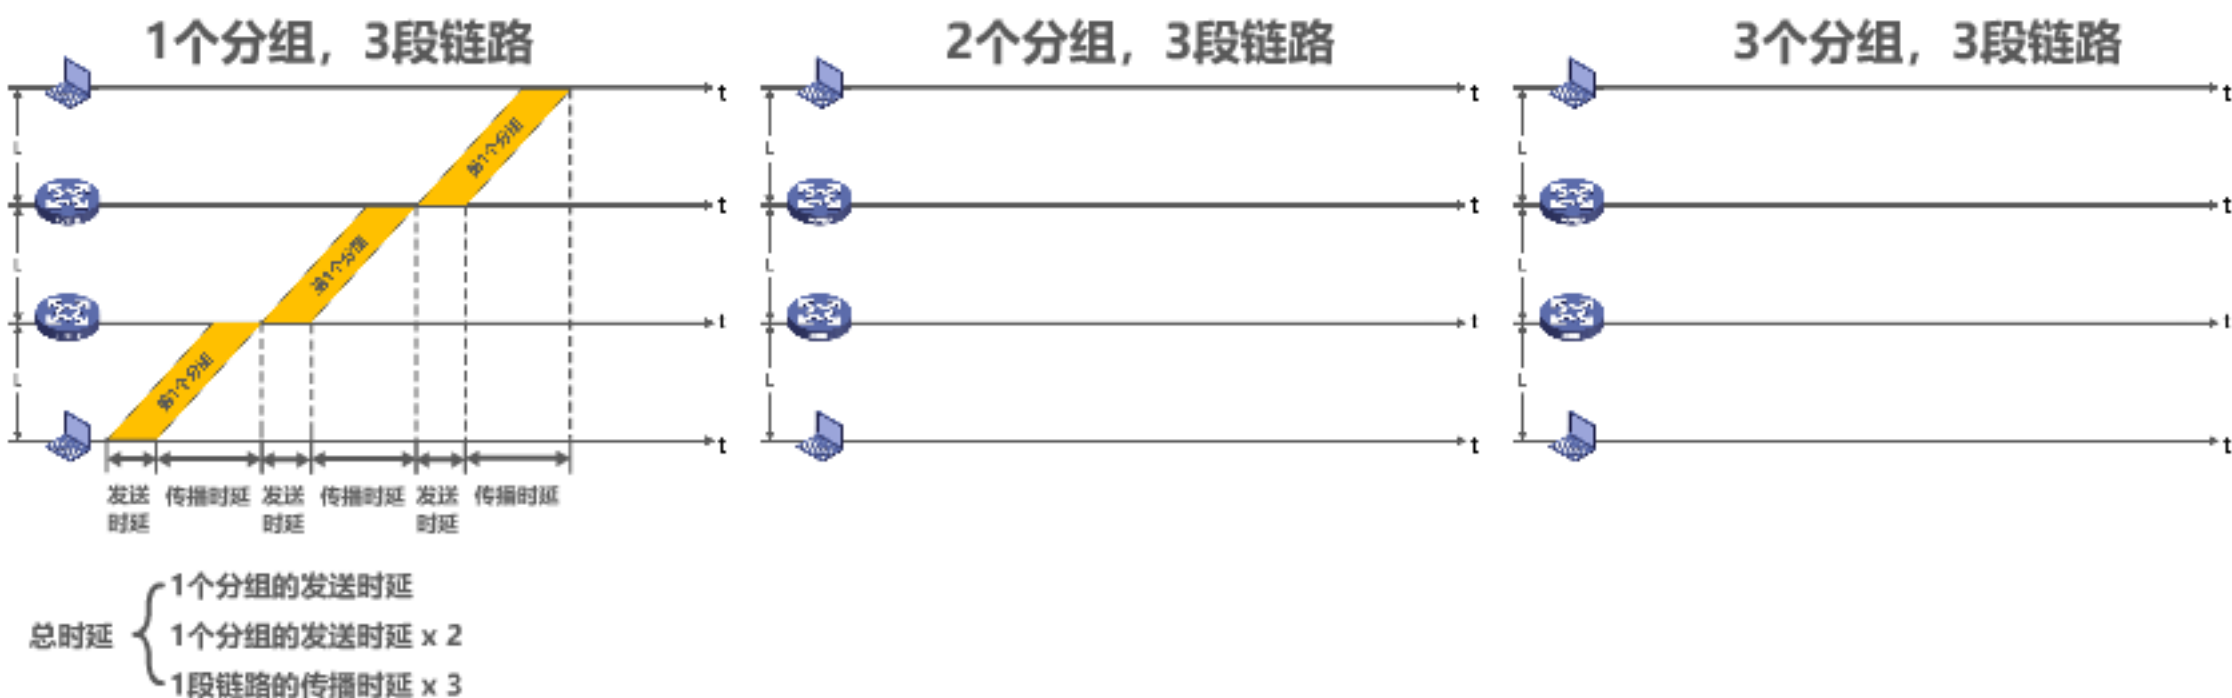 1个分组，3段链路
t
L
t
L
t
L
t
第1个分组
第1个分组
第1个分组
发送时延
传播时延
发送时延
传播时延
发送时延
传播时延
总时延
1个分组的发送时延
1个分组的发送时延 x 2
1段链路的传播时延 x 3
2个分组，3段链路
t
L
t
L
t
L
t
3个分组，3段链路
t
L
t
L
t
L
t